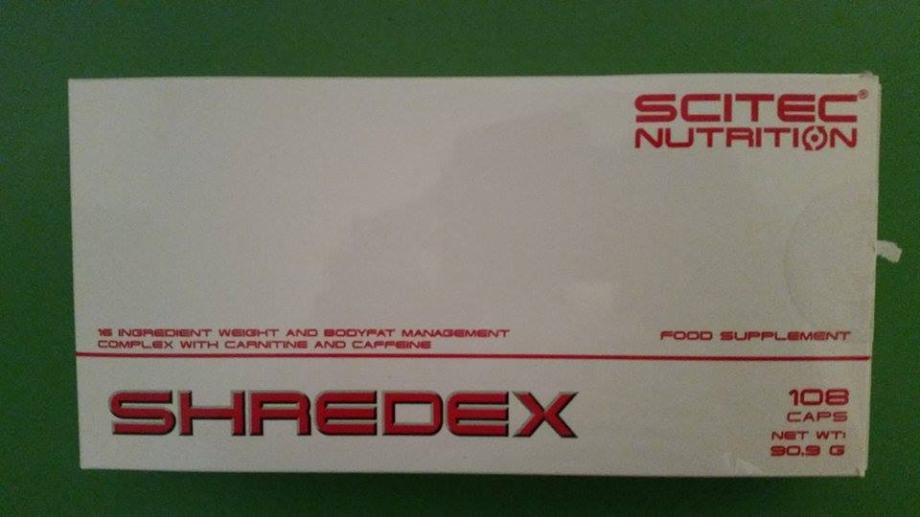 SCITEC®
NUTRITION
16 INGREDIENT WEIGHT AND BODYFAT MANAGEMENT
COMPLEX WITH CARNITINE AND CAFFEINE
FOOD SUPPLEMENT
SHREDEX
108
CAPS
NET WT:
90.9 G